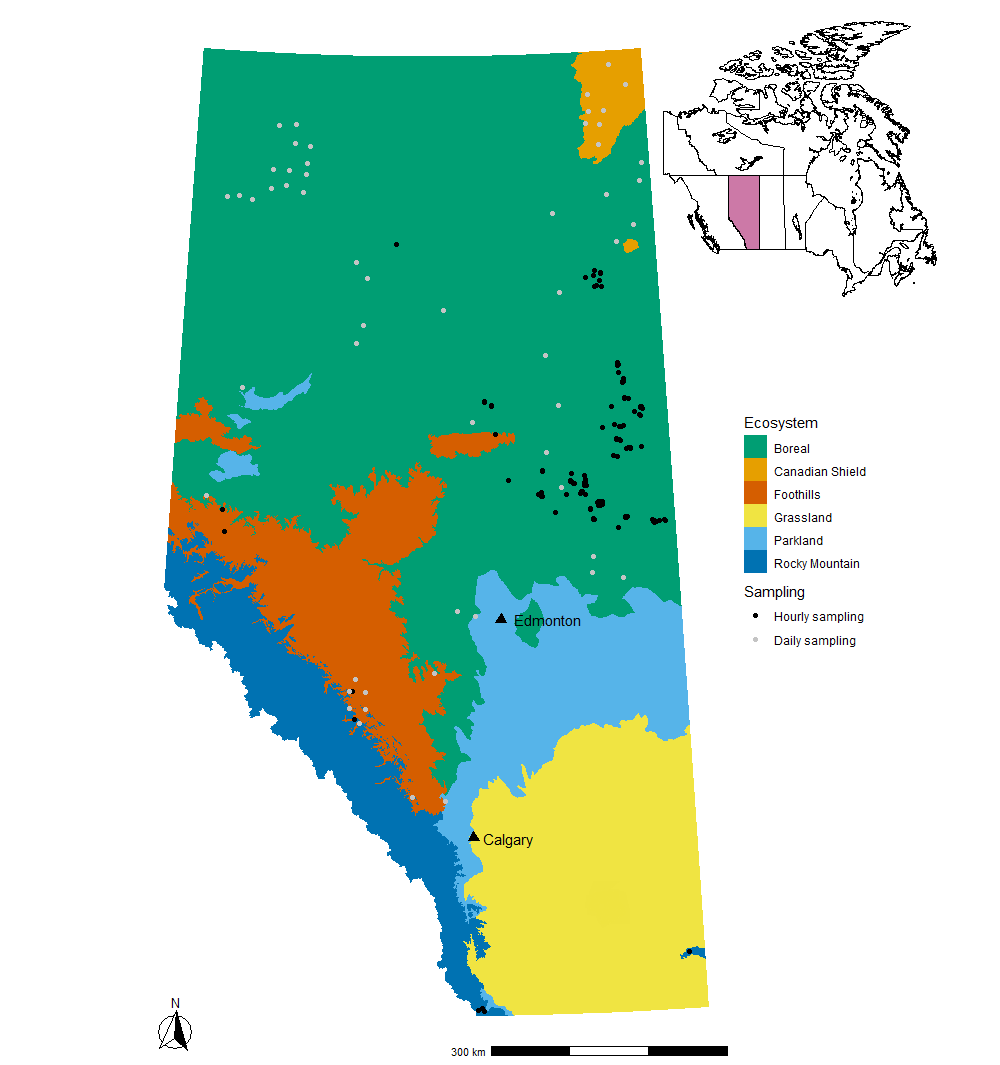 Ecosystem
Boreal
Canadian Shield
Foothills
Grassland
Parkland
Rocky Mountain
Sampling
Hourly sampling
Daily sampling
Edmonton
Calgary
N
300 km